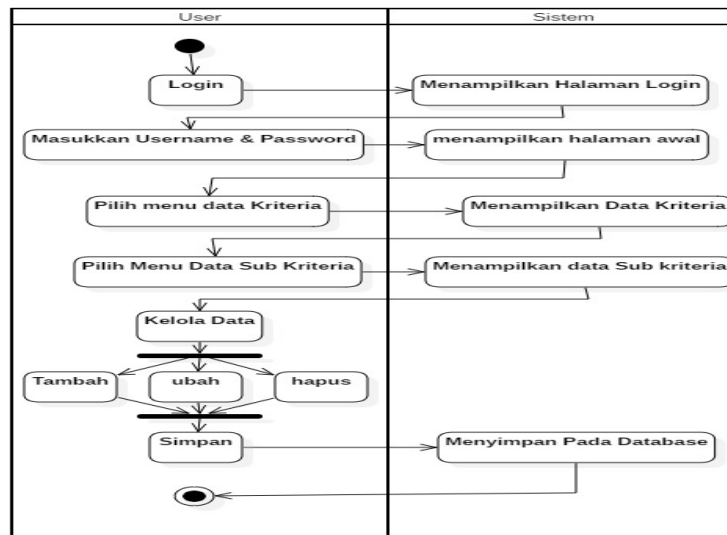 User
Sistem
Login
Menampilkan Halaman Login
Masukkan Username & Password
menampilkan halaman awal
Pilih menu data Kriteria
Menampilkan Data Kriteria
Pilih Menu Data Sub Kriteria
Menampilkan data Sub kriteria
Kelola Data
Tambah
ubah
hapus
Simpan
Menyimpan Pada Database